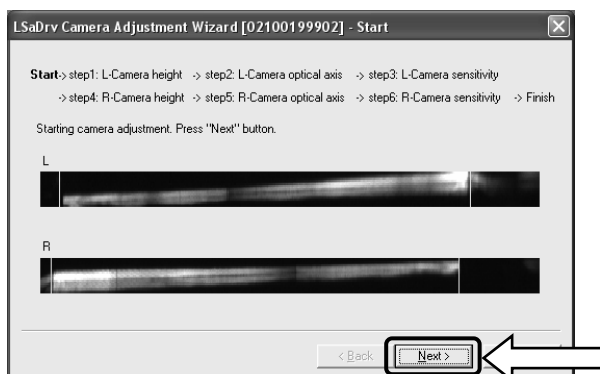 LSaDrv Camera Adjustment Wizard [02100199902] - Start
Start-> step1: L-Camera height -> step2: L-Camera optical axis -> step3: L-Camera sensitivity
-> step4: R-Camera height -> step5: R-Camera optical axis -> step6: R-Camera sensitivity -> Finish
Starting camera adjustment. Press "Next" button.
L
R
< Back Next >